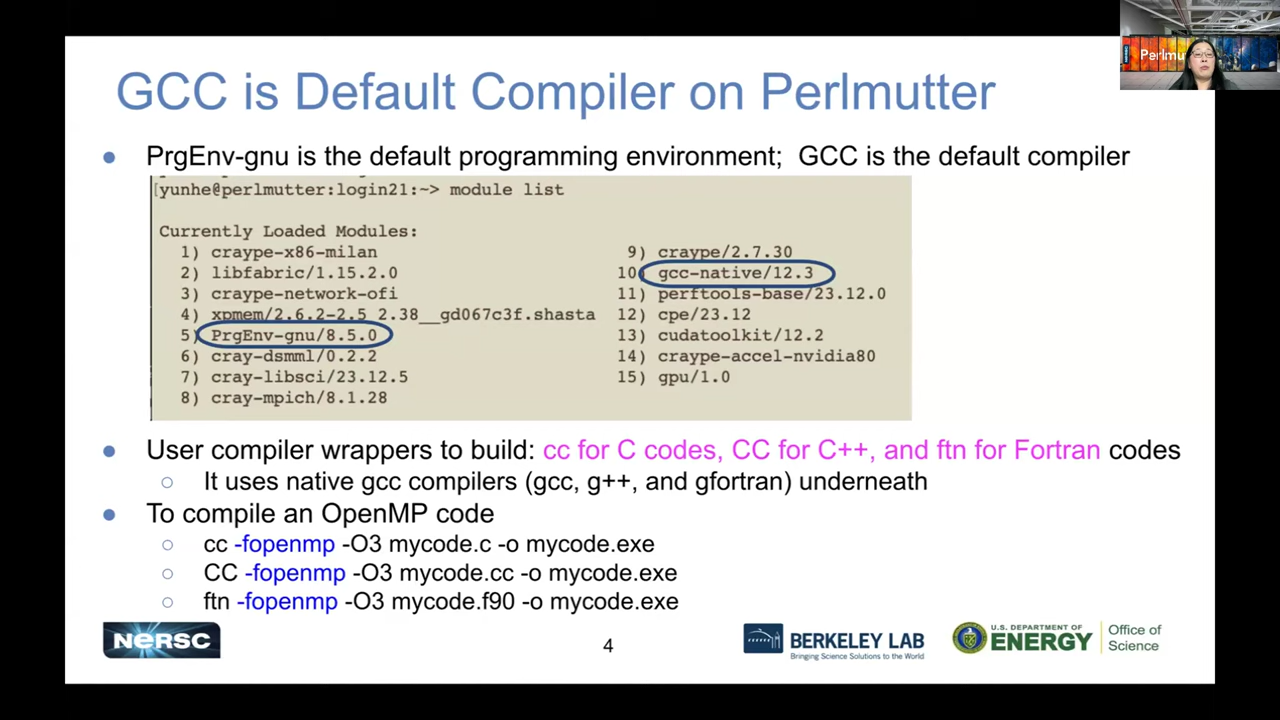 Perlmu
GCC is Default Compiler on Perlmutter
● PrgEnv-gnu is the default programming environment; GCC is the default compiler
[yunhe@perlmutter:login21:~> module list
Currently Loaded Modules:
1) craype-x86-milan
2) libfabric/1.15.2.0
3) craype-network-ofi
4) xpmem/2.6.2-2.5_2.38__gd067c3f.shasta
5) PrgEnv-gnu/8.5.0
6) cray-dsmml/0.2.2
7) cray-libsci/23.12.5
8) cray-mpich/8.1.28
9) craype/2.7.30
10) gcc-native/12.3
11) perftools-base/23.12.0
12) cpe/23.12
13) cudatoolkit/12.2
14) craype-accel-nvidia80
15) gpu/1.0
● User compiler wrappers to build: cc for C codes, CC for C++, and ftn for Fortran codes
○ It uses native gcc compilers (gcc, g++, and gfortran) underneath
● To compile an OpenMP code
○ cc -fopenmp -O3 mycode.c -o mycode.exe
○ CC -fopenmp -O3 mycode.cc -o mycode.exe
○ ftn -fopenmp -O3 mycode.f90 -o mycode.exe
NERSC
4
BERKELEY LAB
Bringing Science Solutions to the World
U.S. DEPARTMENT OF
ENERGY
Office of
Science